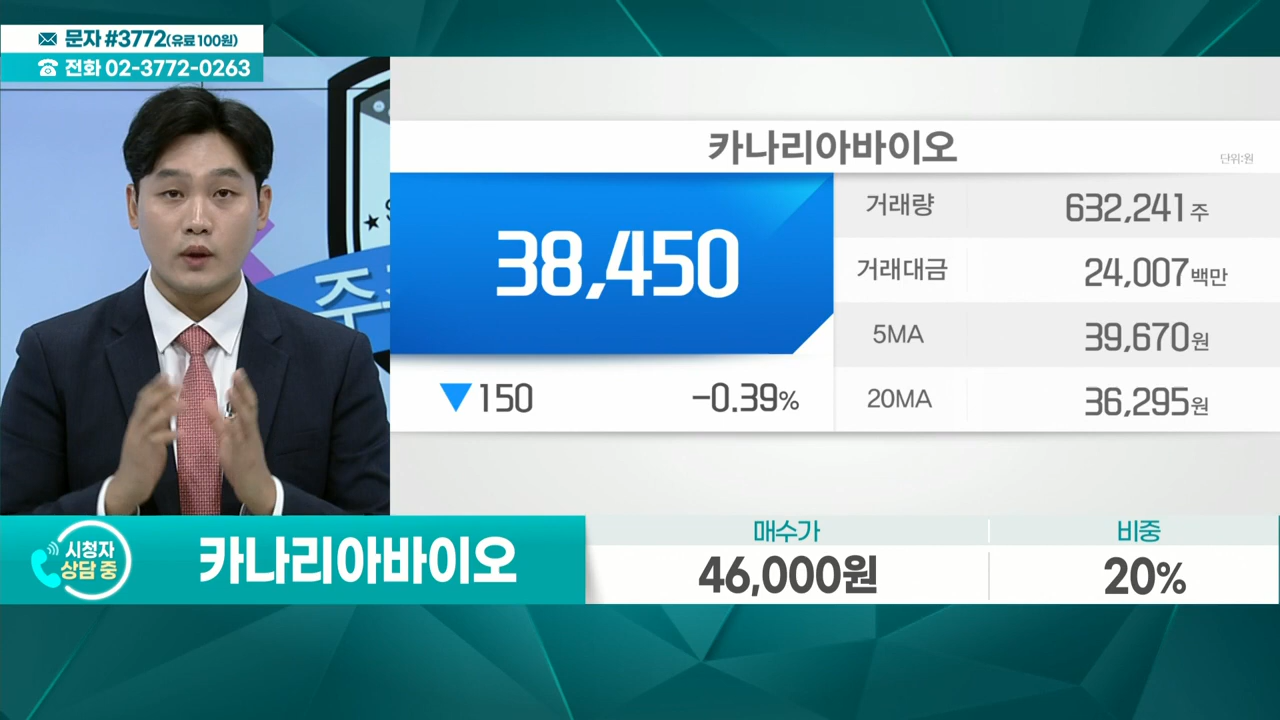 문자 #3772(유료 100원)
전화 02-3772-0263
카나리아바이오
단위:원
38,450
▼150 -0.39%
거래량 632,241주
거래대금 24,007백만
5MA 39,670원
20MA 36,295원
시청자
상담 중
카나리아바이오
매수가 비중
46,000원 20%